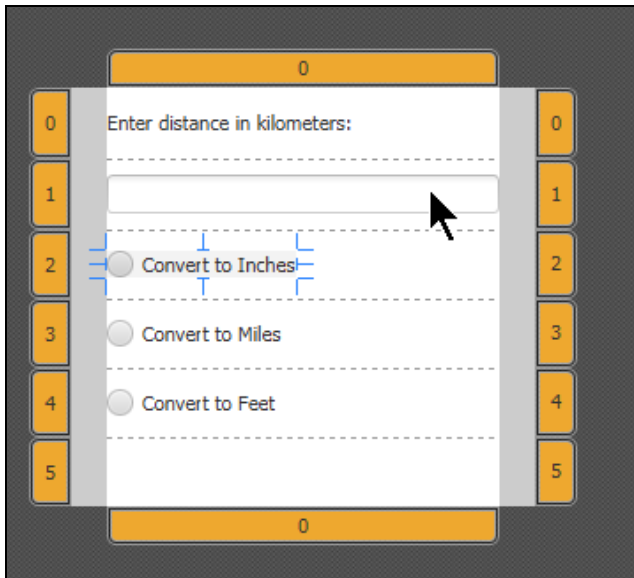 0
0 Enter distance in kilometers: 0
1 1
2 Convert to Inches 2
3 Convert to Miles 3
4 Convert to Feet 4
5 5
0